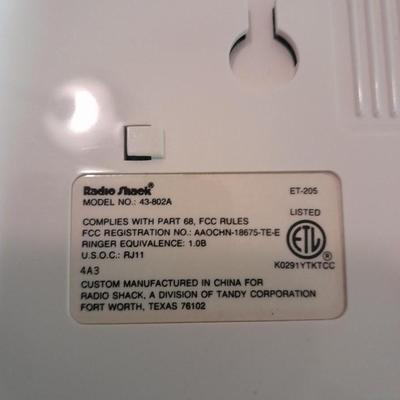 Radio Shack®
MODEL NO.: 43-802A
ET-205
COMPLIES WITH PART 68, FCC RULES
FCC REGISTRATION NO.: AAOCHN-18675-TE-E
RINGER EQUIVALENCE: 1.0B
U.S.O.C.: RJ11
LISTED
ETL
K0291YTKTCC
4A3
CUSTOM MANUFACTURED IN CHINA FOR
RADIO SHACK, A DIVISION OF TANDY CORPORATION
FORT WORTH, TEXAS 76102